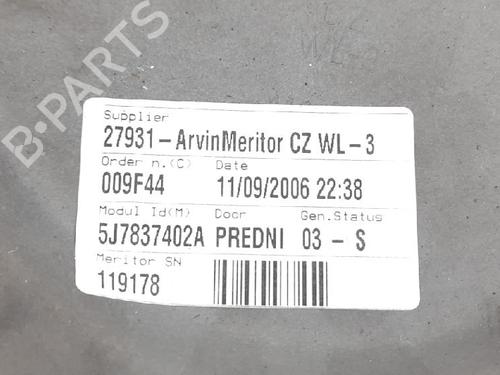 Supplier
27931-ArvinMeritor CZ WL-3
Order n.(C) Date
009F44 11/09/2006 22:38
Modul Id(M) Door Gen.Status
5J7837402A PREDNI 03-S
Meritor SN
119178